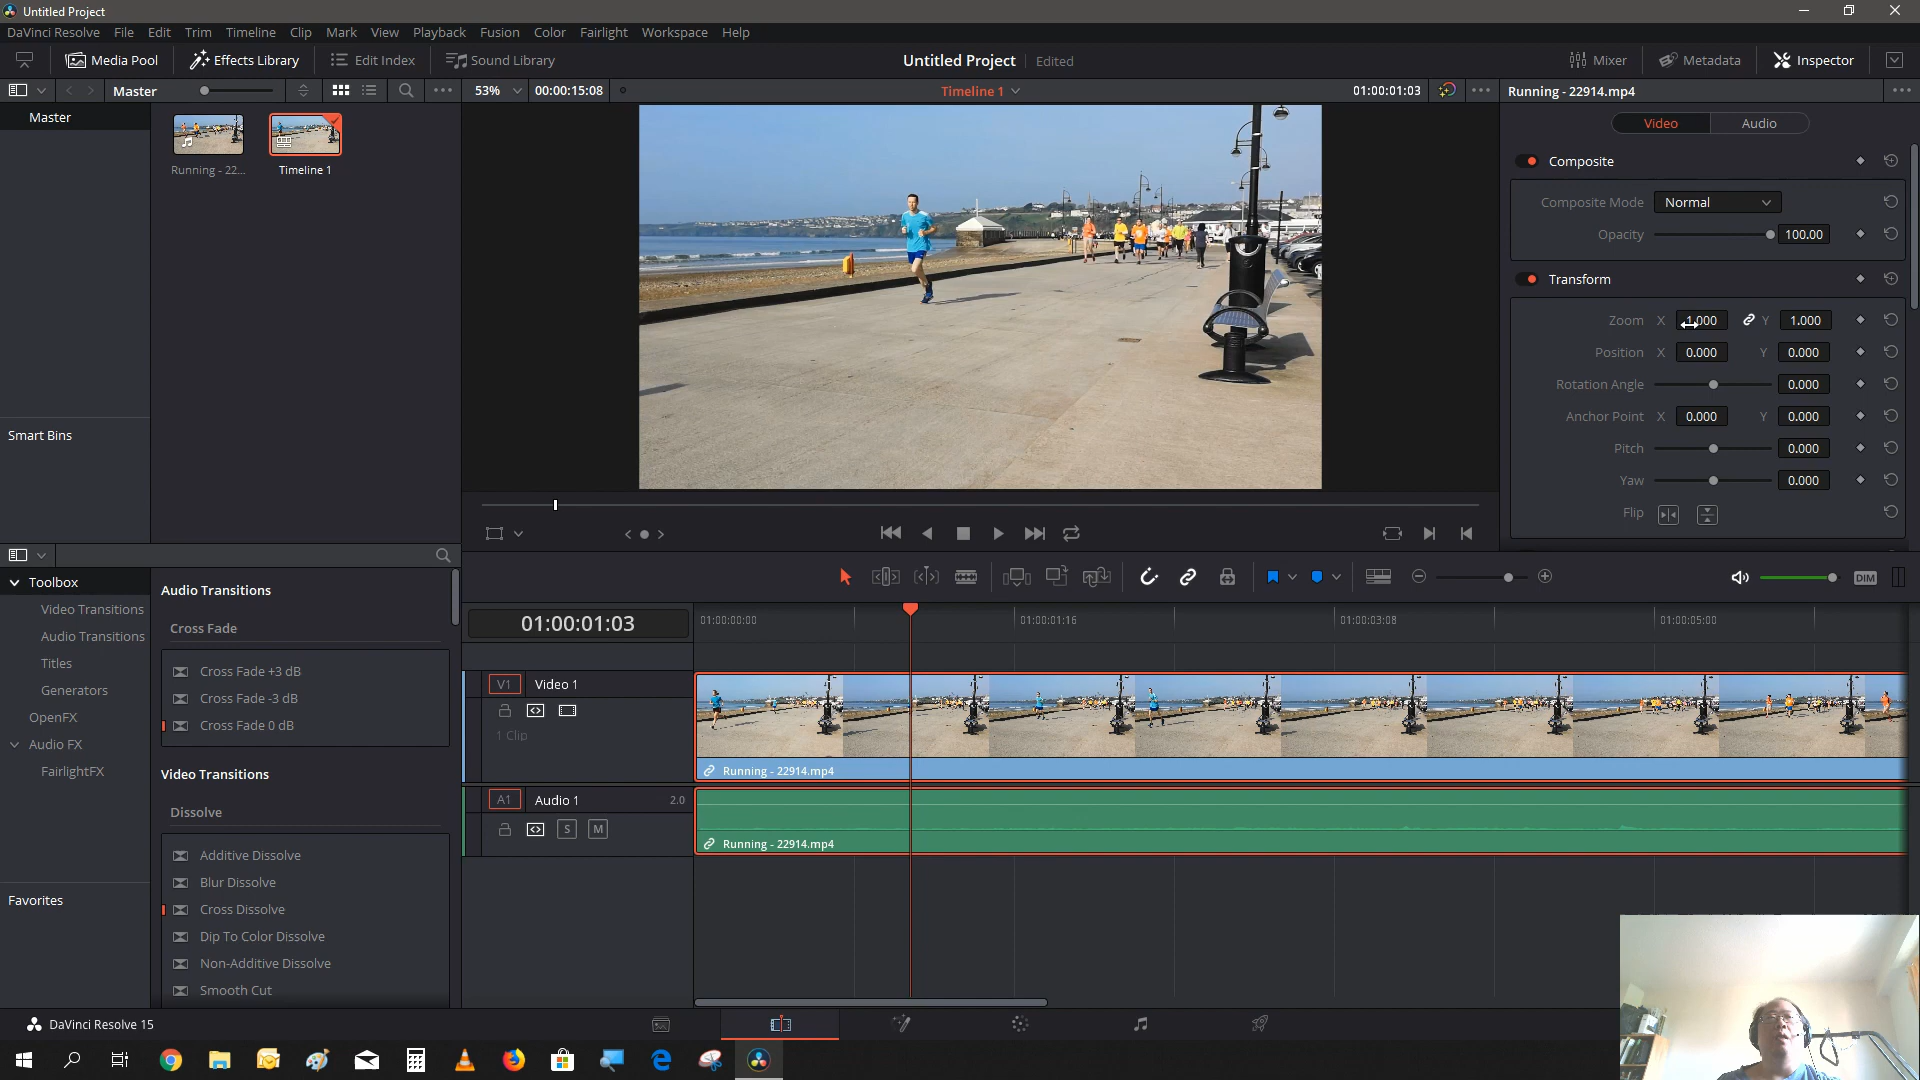 Untitled Project
DaVinci Resolve File Edit Trim Timeline Clip Mark View Playback Fusion Color Fairlight Workspace Help
Media Pool Effects Library Edit Index Sound Library Untitled Project Edited Mixer Metadata Inspector
Master 53% 00:00:15:08 Timeline 1 01:00:01:03 Running - 22914.mp4
Master
Running - 22... Timeline 1
Smart Bins
Video Audio
Composite
Composite Mode Normal
Opacity 100.00
Transform
Zoom X 1.000 Y 1.000
Position X 0.000 Y 0.000
Rotation Angle 0.000
Anchor Point X 0.000 Y 0.000
Pitch 0.000
Yaw 0.000
Flip
Toolbox
Video Transitions
Audio Transitions
Titles
Generators
OpenFX
Audio FX
FairlightFX
Favorites
Audio Transitions
Cross Fade
Cross Fade +3 dB
Cross Fade -3 dB
Cross Fade 0 dB
Video Transitions
Dissolve
Additive Dissolve
Blur Dissolve
Cross Dissolve
Dip To Color Dissolve
Non-Additive Dissolve
Smooth Cut
DIM
01:00:01:03 01:00:00:00 01:00:01:16 01:00:03:08 01:00:05:00
V1 Video 1
1 Clip
Running - 22914.mp4
A1 Audio 1 2.0
S M
Running - 22914.mp4
DaVinci Resolve 15